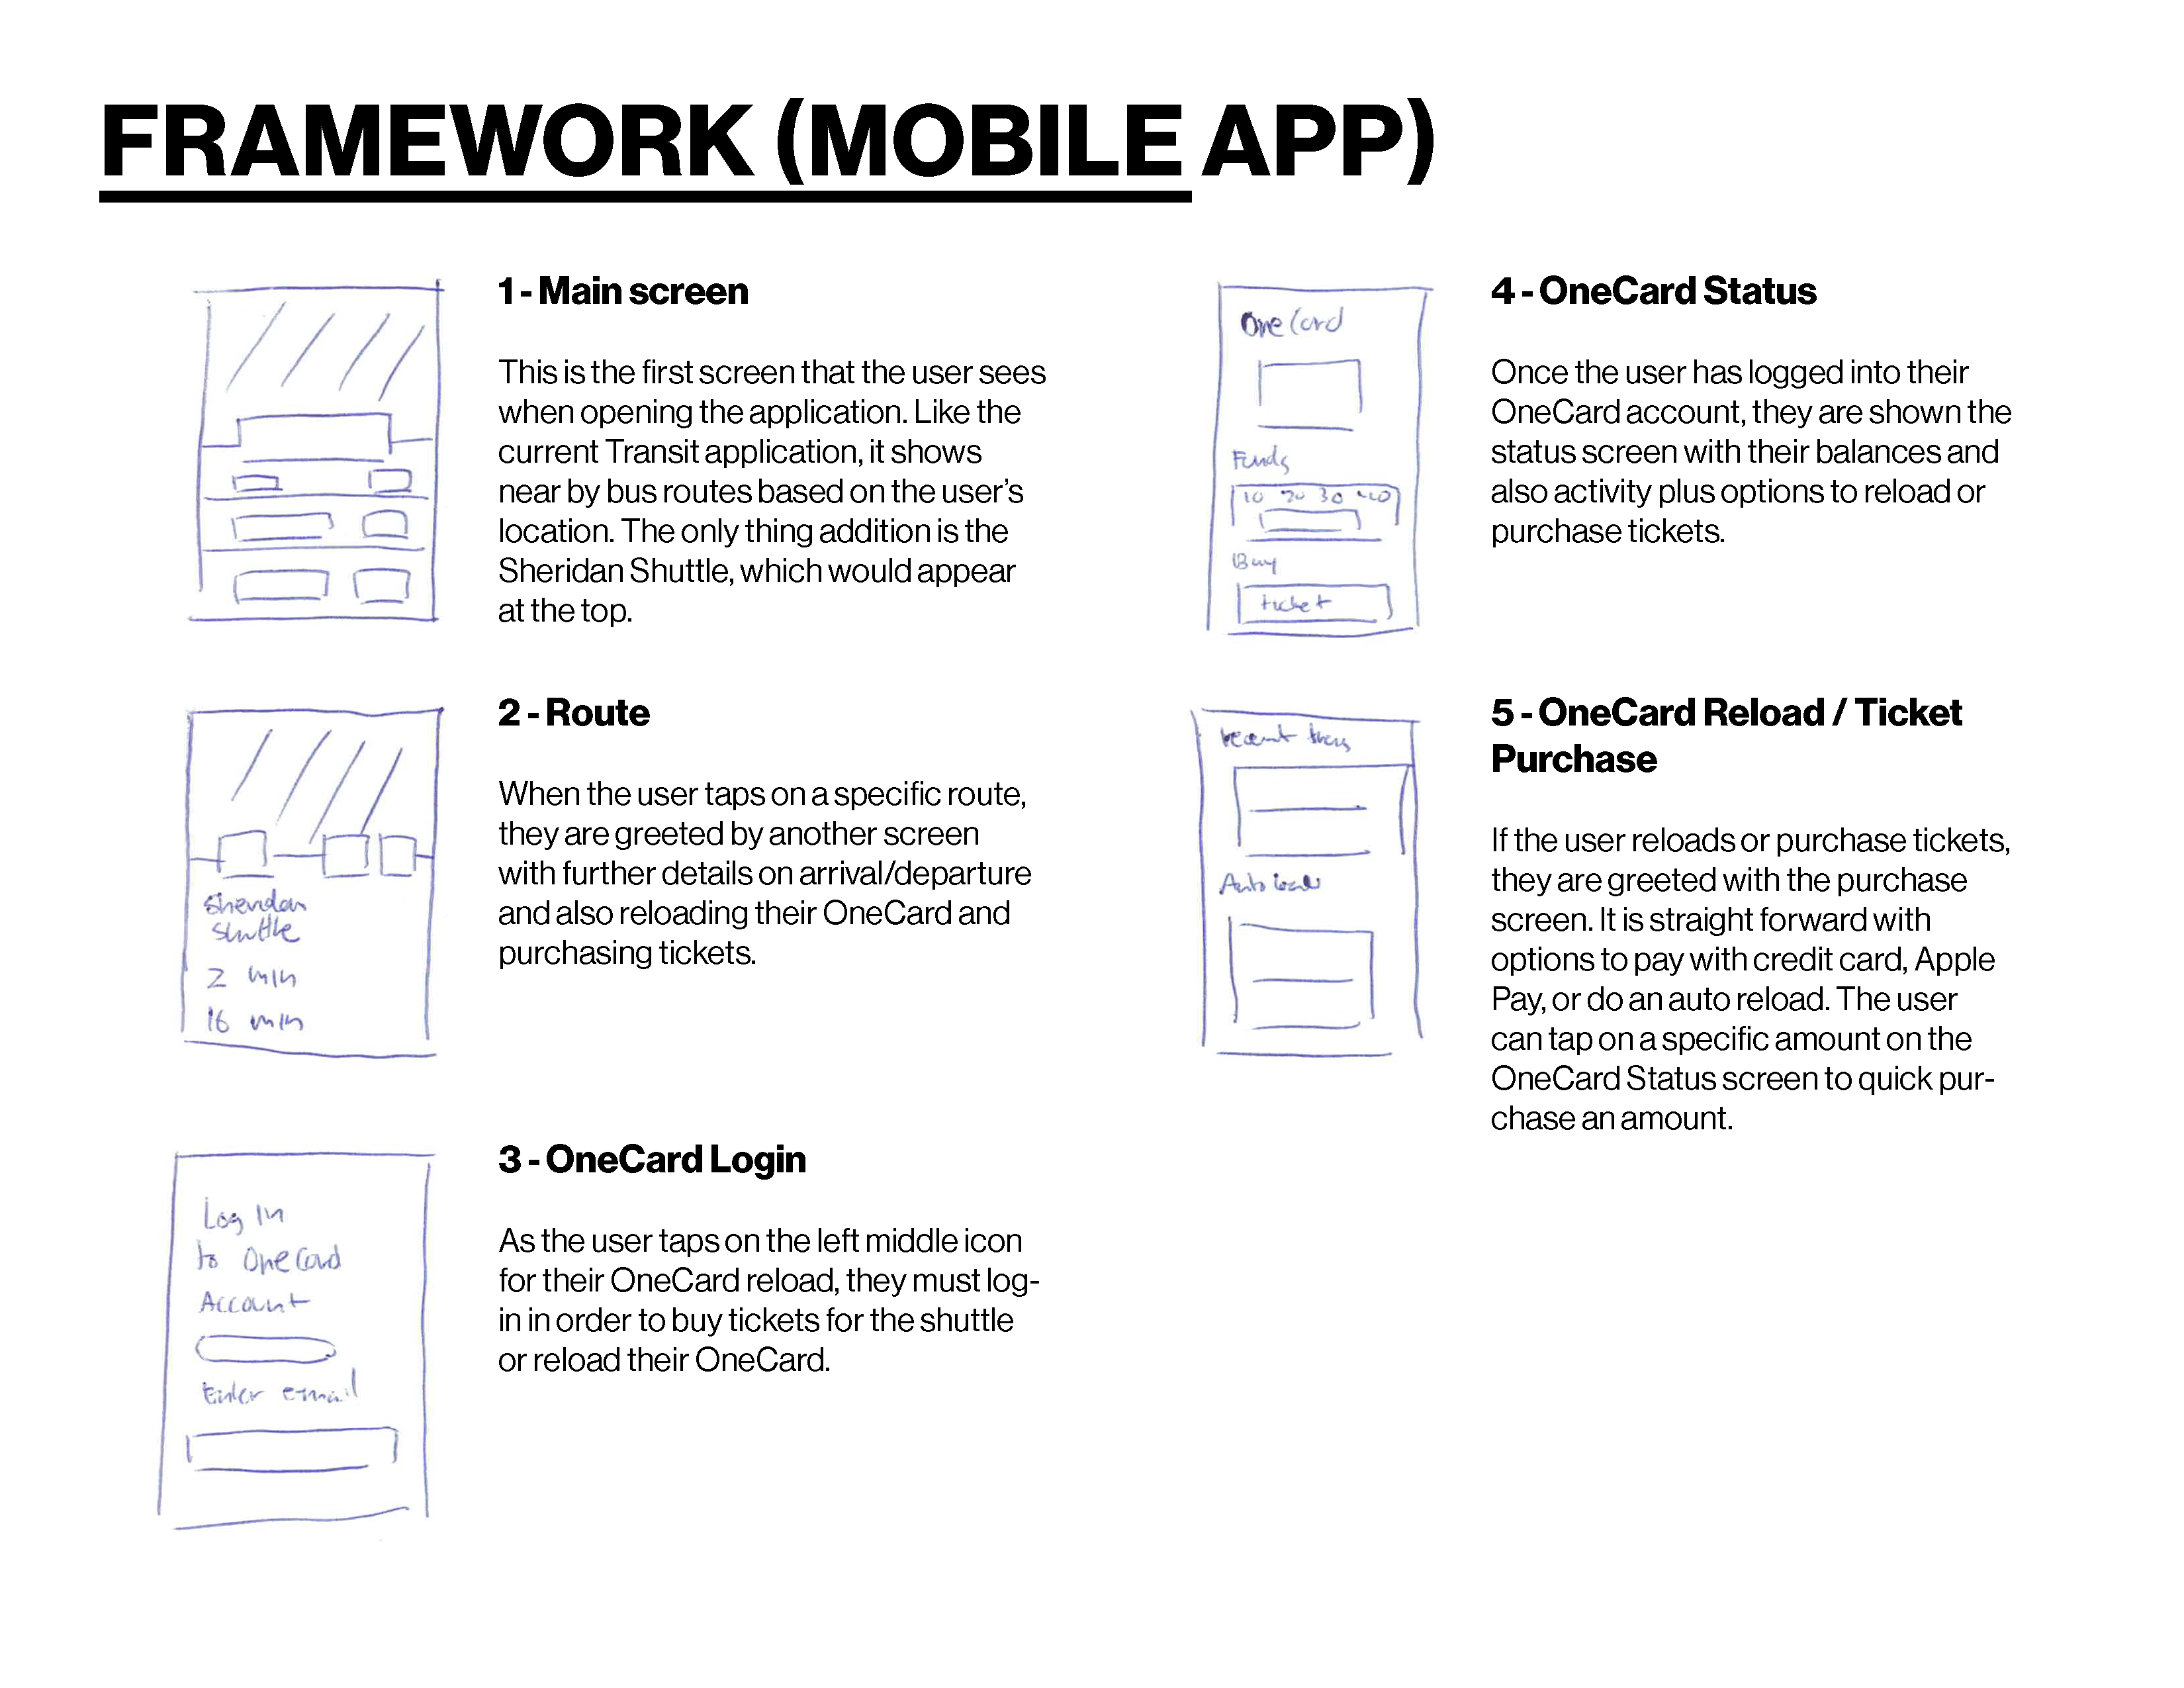 FRAMEWORK (MOBILE APP)
1 - Main screen
This is the first screen that the user sees
when opening the application. Like the
current Transit application, it shows
near by bus routes based on the user's
location. The only thing addition is the
Sheridan Shuttle, which would appear
at the top.
2 - Route
When the user taps on a specific route,
they are greeted by another screen
with further details on arrival/departure
and also reloading their OneCard and
purchasing tickets.
Sheridan
Shuttle
2 min
16 min
3 - OneCard Login
As the user taps on the left middle icon
for their OneCard reload, they must log-
in in order to buy tickets for the shuttle
or reload their OneCard.
Log In
to OneCard
Account
Enter email
4 - OneCard Status
Once the user has logged into their
OneCard account, they are shown the
status screen with their balances and
also activity plus options to reload or
purchase tickets.
OneCard
Funds
10 20 30 40
Buy
ticket
5 - OneCard Reload / Ticket
Purchase
If the user reloads or purchase tickets,
they are greeted with the purchase
screen. It is straight forward with
options to pay with credit card, Apple
Pay, or do an auto reload. The user
can tap on a specific amount on the
OneCard Status screen to quick pur-
chase an amount.
recent
Auto